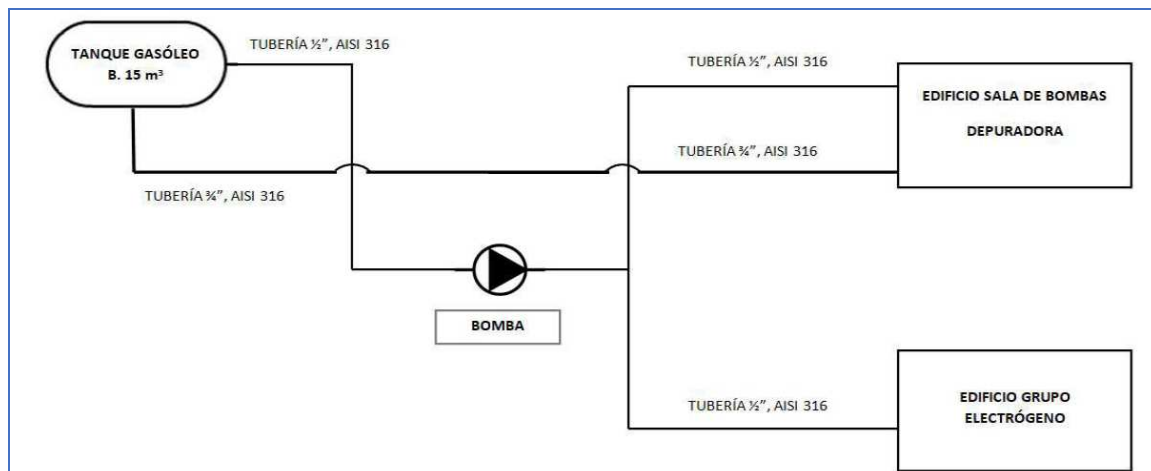 TANQUE GASÓLEO
B. 15 m³
TUBERÍA ½”, AISI 316
TUBERÍA ½”, AISI 316
EDIFICIO SALA DE BOMBAS
DEPURADORA
TUBERÍA ¾”, AISI 316
TUBERÍA ¾”, AISI 316
BOMBA
TUBERÍA ½”, AISI 316
EDIFICIO GRUPO
ELECTRÓGENO